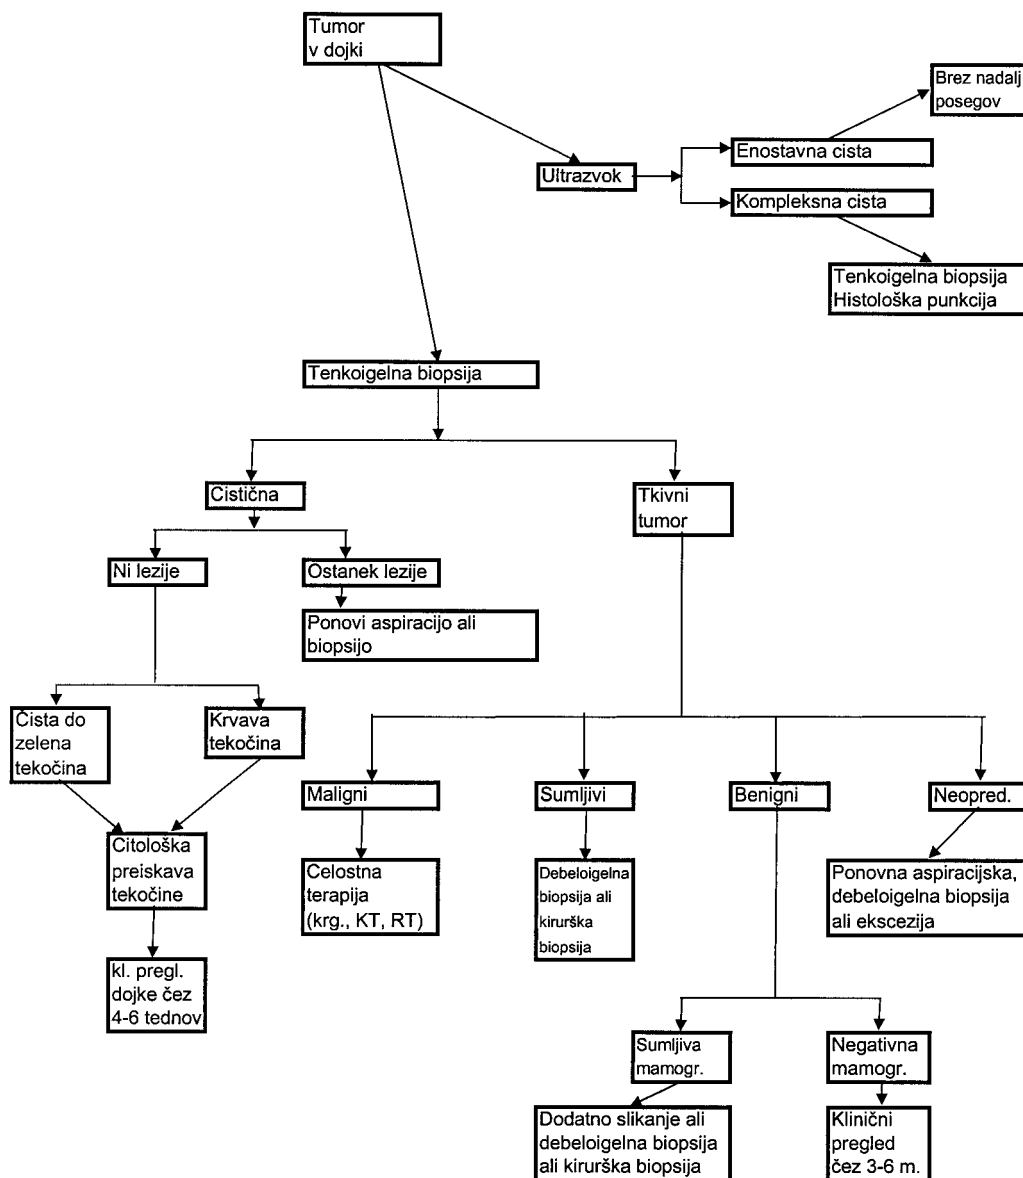 Tumor
v dojki
Brez nadalj
posegov
Enostavna cista
Ultrazvok
Kompleksna cista
Tenkoigelna biopsija
Histološka punkcija
Tenkoigelna biopsija
Cistična
Tkivni
tumor
Ni lezije
Ostanek lezije
Ponovi aspiracijo ali
biopsijo
Čista do
zelena
tekočina
Krvava
tekočina
Maligni
Sumljivi
Benigni
Neopred.
Citološka
preiskava
tekočine
Celostna
terapija
(krg., KT, RT)
Debeloigelna
biopsija ali
kirurška
biopsija
Ponovna aspiracijska,
debeloigelna biopsija
ali ekscezija
kl. pregl.
dojke čez
4-6 tednov
Sumljiva
mamogr.
Negativna
mamogr.
Dodatno slikanje ali
debeloigelna biopsija
ali kirurška biopsija
Klinični
pregled
čez 3-6 m.